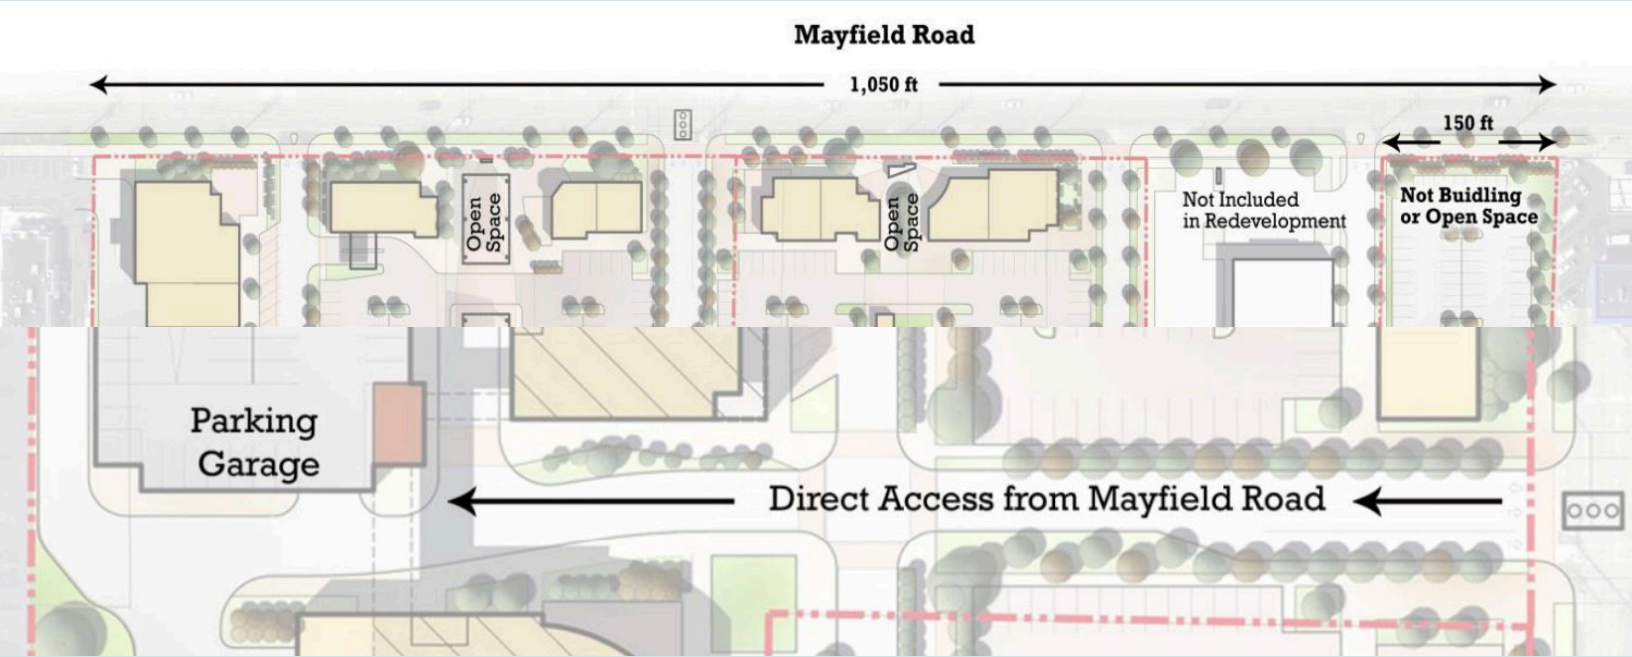 Mayfield Road
1,050 ft
150 ft
Open
Space
Open
Space
Not Included
in Redevelopment
Not Buidling
or Open Space
Parking
Garage
Direct Access from Mayfield Road